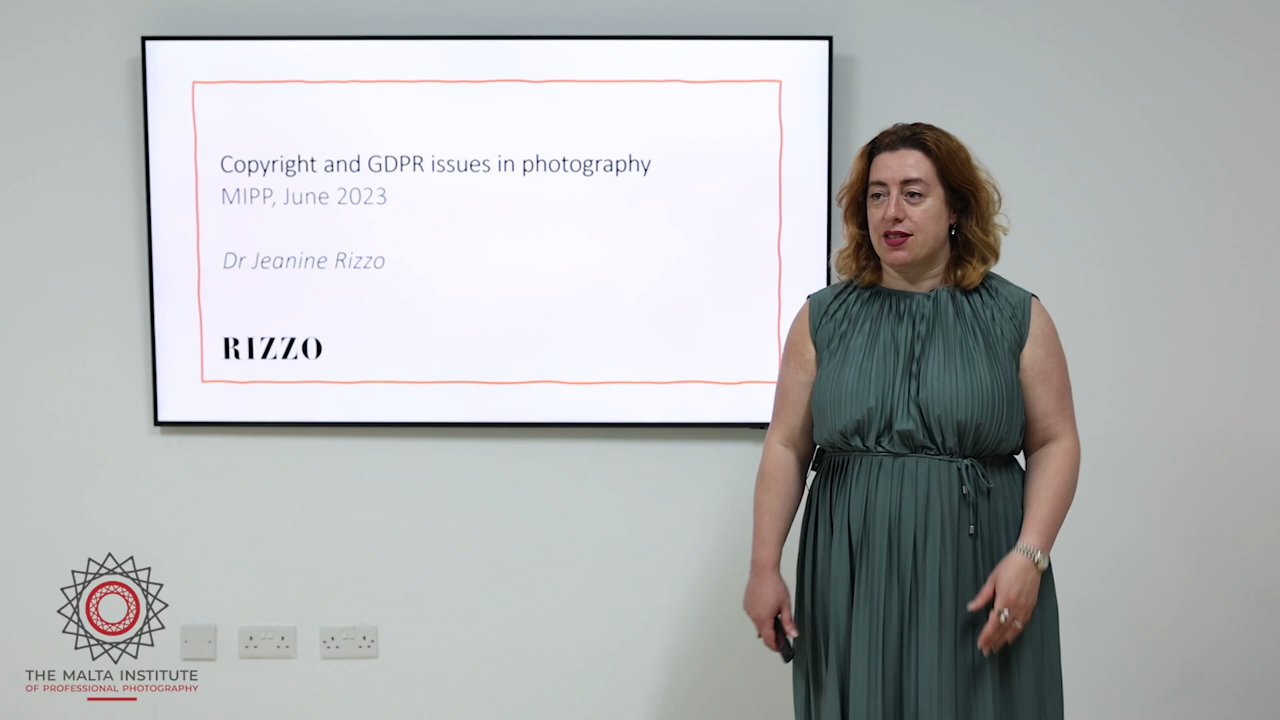 Copyright and GDPR issues in photography
MIPP, June 2023
Dr Jeanine Rizzo
RIZZO
THE MALTA INSTITUTE
OF PROFESSIONAL PHOTOGRAPHY